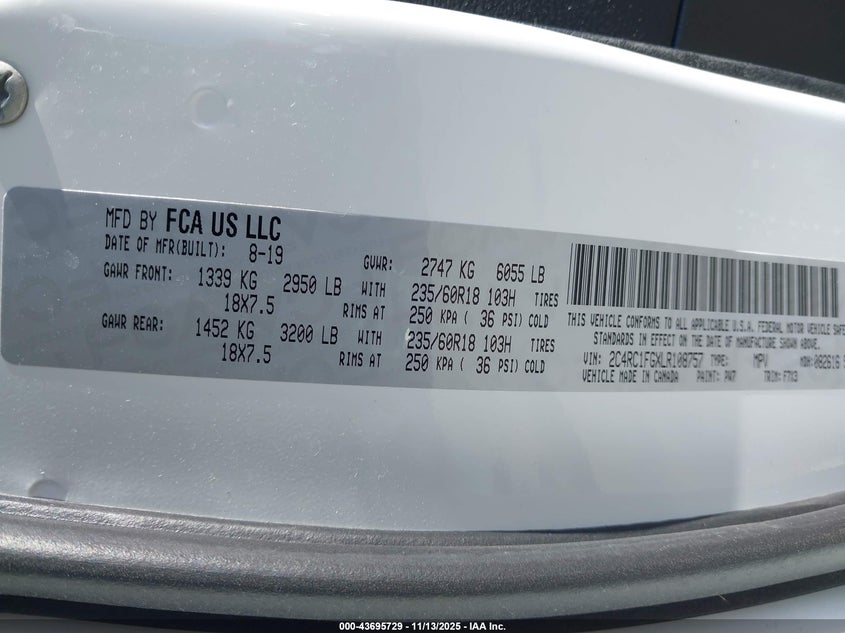 MFD BY FCA US LLC
DATE OF MFR(BUILT): 8-19 GVWR: 2747 KG 6055 LB
GAWR FRONT: 1339 KG 2950 LB WITH 235/60R18 103H TIRES
18X7.5 RIMS AT 250 KPA ( 36 PSI) COLD
GAWR REAR: 1452 KG 3200 LB WITH 235/60R18 103H TIRES
18X7.5 RIMS AT 250 KPA ( 36 PSI) COLD
THIS VEHICLE CONFORMS TO ALL APPLICABLE U.S.A. FEDERAL MOTOR VEHICLE SAFE
STANDARDS IN EFFECT ON THE DATE OF MANUFACTURE SHOWN ABOVE.
VIN: 2C4RC1FGXLR108757 TYPE: MPV MDH: 082616
VEHICLE MADE IN CANADA PAINT: PW7 TRIM:
000-43695729 - 11/13/2025 - IAA Inc.